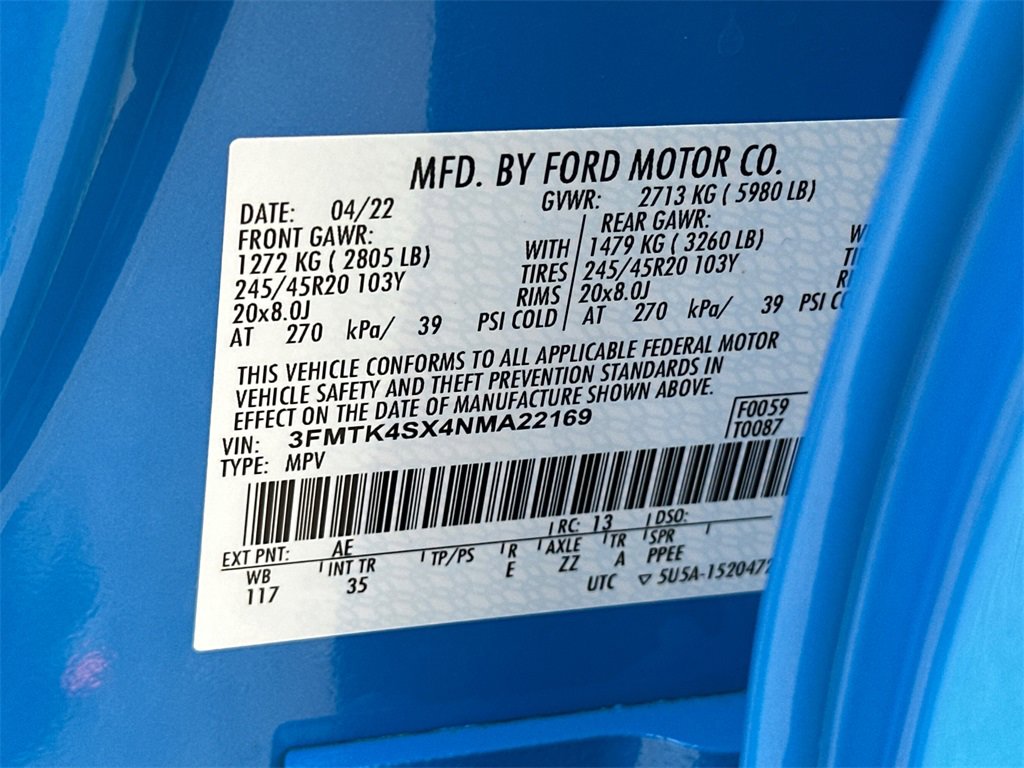 MFD. BY FORD MOTOR CO.
DATE: 04/22 GVWR: 2713 KG ( 5980 LB)
FRONT GAWR: REAR GAWR:
1272 KG ( 2805 LB) WITH 1479 KG ( 3260 LB)
245/45R20 103Y TIRES 245/45R20 103Y
20x8.0J RIMS 20x8.0J
AT 270 kPa/ 39 PSI COLD AT 270 kPa/ 39 PSI
THIS VEHICLE CONFORMS TO ALL APPLICABLE FEDERAL MOTOR
VEHICLE SAFETY AND THEFT PREVENTION STANDARDS IN
EFFECT ON THE DATE OF MANUFACTURE SHOWN ABOVE.
VIN: 3FMTK4SX4NMA22169 F0059
TYPE: MPV T0087
EXT PNT: AE RC: 13 DSO:
WB INT TR TP/PS R AXLE TR SPR
117 35 E ZZ A PPEE
UTC ▽ 5U5A-1520472